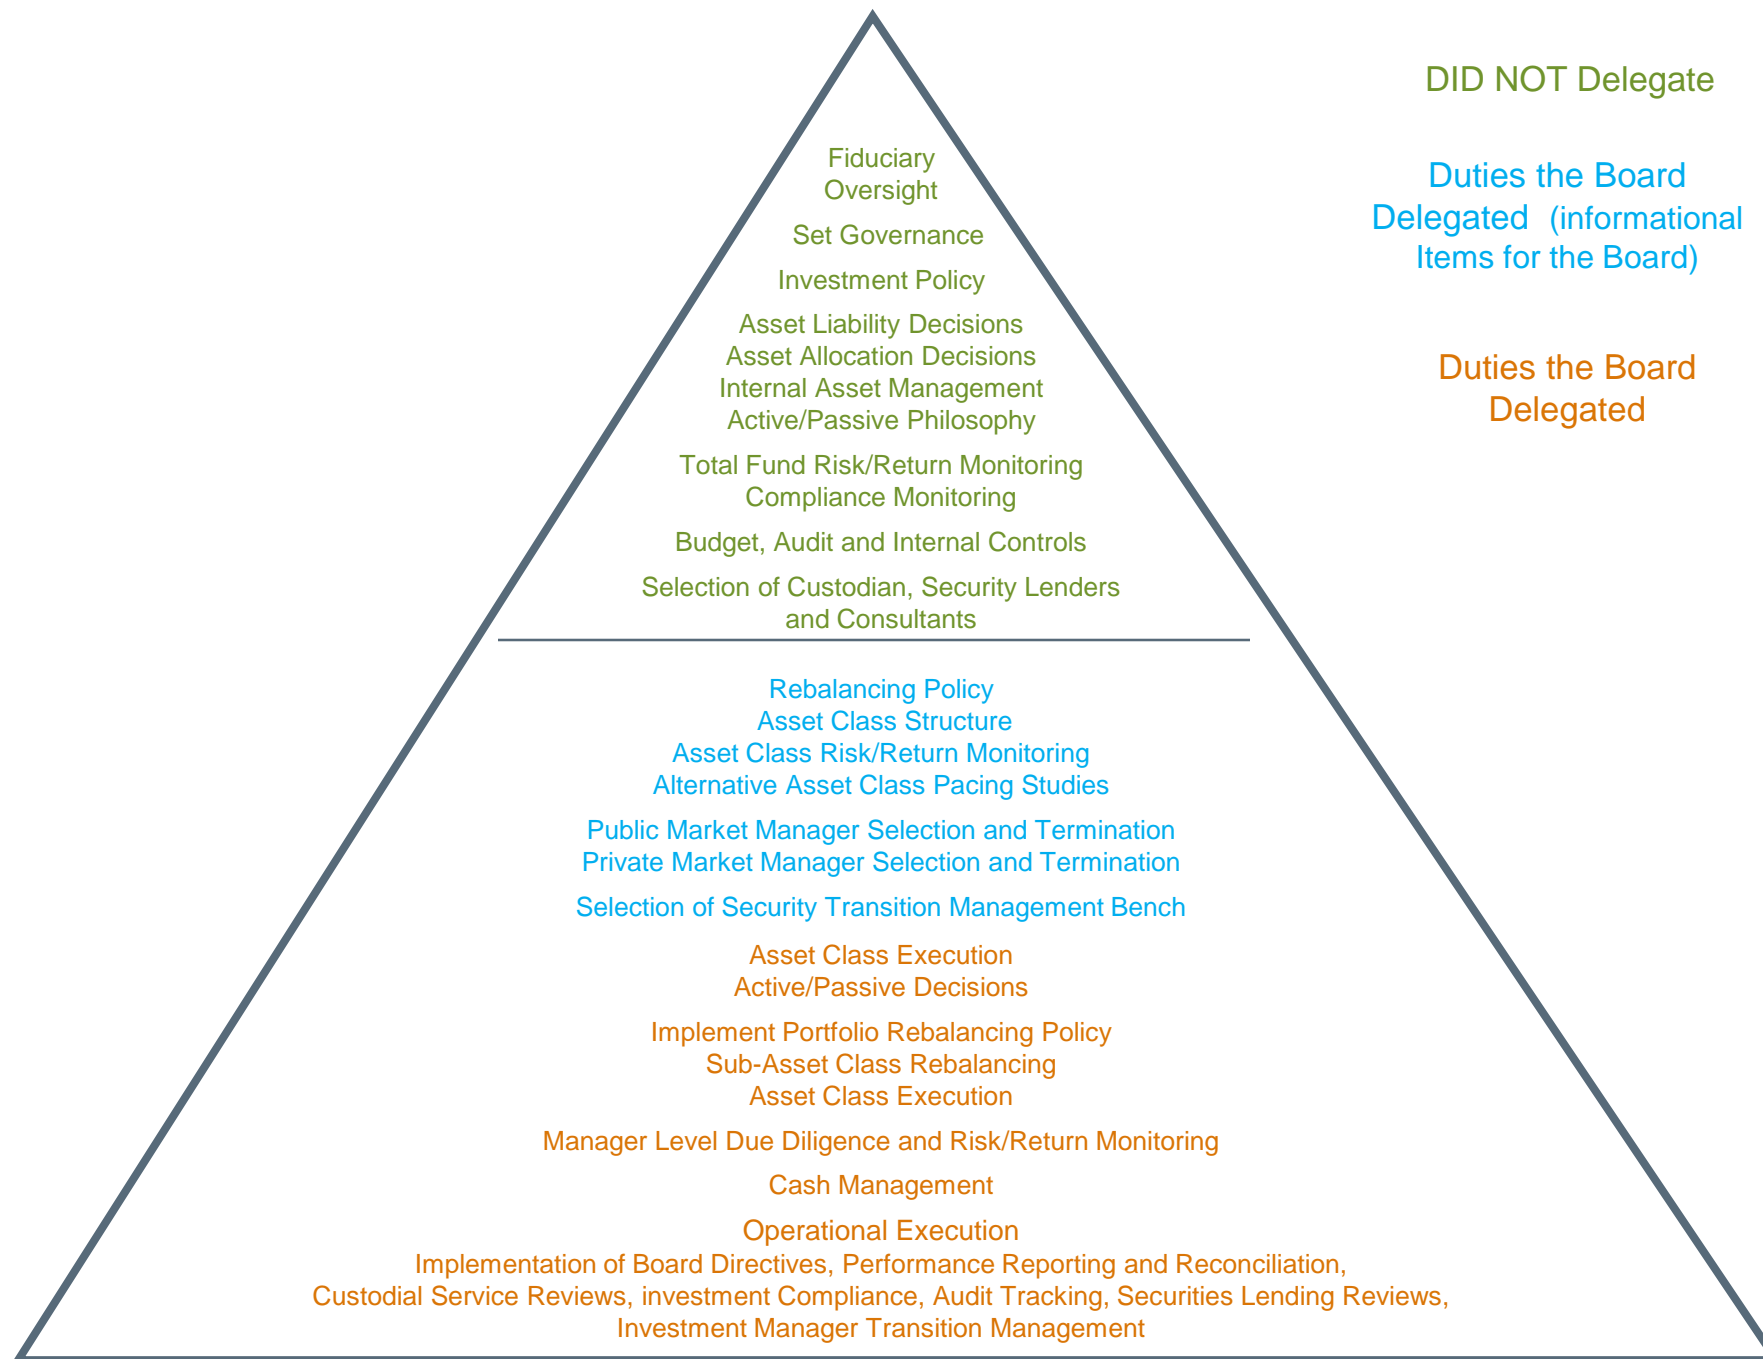 DID NOT Delegate
Duties the Board
Delegated (informational
Items for the Board)
Duties the Board
Delegated
Fiduciary
Oversight
Set Governance
Investment Policy
Asset Liability Decisions
Asset Allocation Decisions
Internal Asset Management
Active/Passive Philosophy
Total Fund Risk/Return Monitoring
Compliance Monitoring
Budget, Audit and Internal Controls
Selection of Custodian, Security Lenders
and Consultants
Rebalancing Policy
Asset Class Structure
Asset Class Risk/Return Monitoring
Alternative Asset Class Pacing Studies
Public Market Manager Selection and Termination
Private Market Manager Selection and Termination
Selection of Security Transition Management Bench
Asset Class Execution
Active/Passive Decisions
Implement Portfolio Rebalancing Policy
Sub-Asset Class Rebalancing
Asset Class Execution
Manager Level Due Diligence and Risk/Return Monitoring
Cash Management
Operational Execution
Implementation of Board Directives, Performance Reporting and Reconciliation,
Custodial Service Reviews, investment Compliance, Audit Tracking, Securities Lending Reviews,
Investment Manager Transition Management